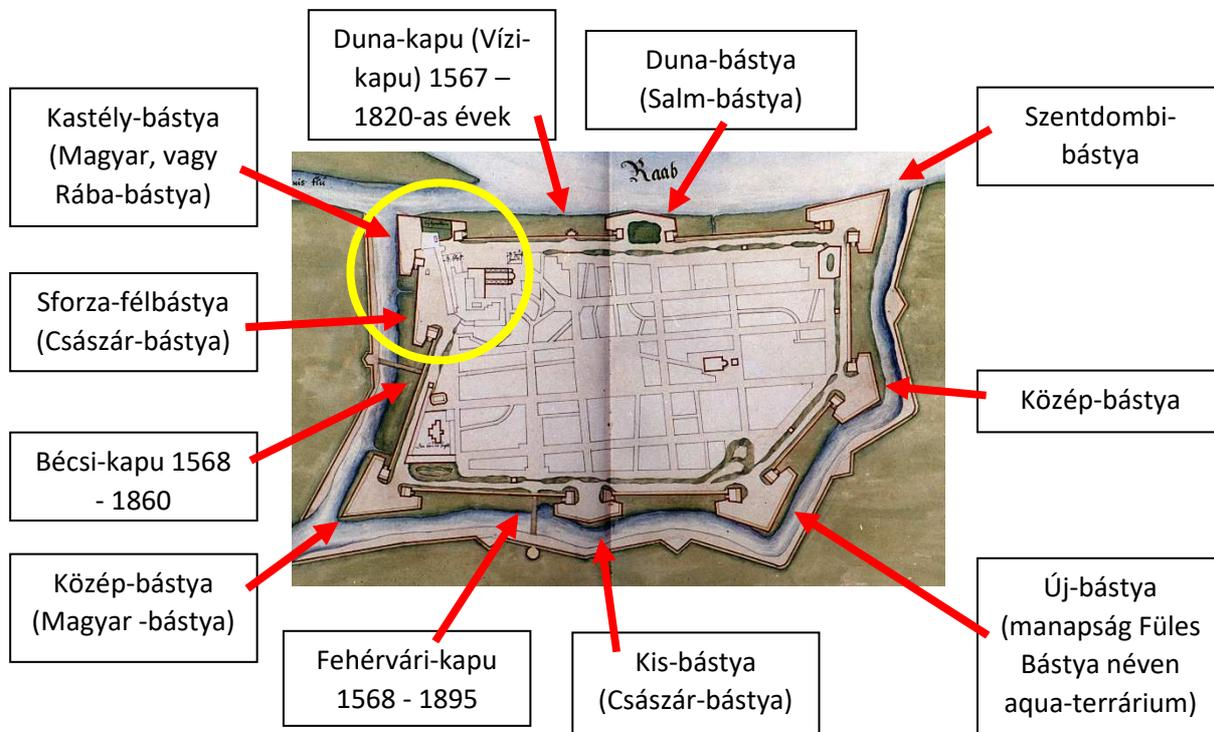 Duna-kapu (Vízi-
kapu) 1567 –
1820-as évek
Duna-bástya
(Salm-bástya)
Kastély-bástya
(Magyar, vagy
Rába-bástya)
Szentdombi-
bástya
Raab
Sforza-félbástya
(Császár-bástya)
Közép-bástya
Bécsi-kapu 1568
- 1860
Közép-bástya
(Magyar -bástya)
Fehérvári-kapu
1568 - 1895
Kis-bástya
(Császár-bástya)
Új-bástya
(manapság Füles
Bástya néven
aqua-terrárium)